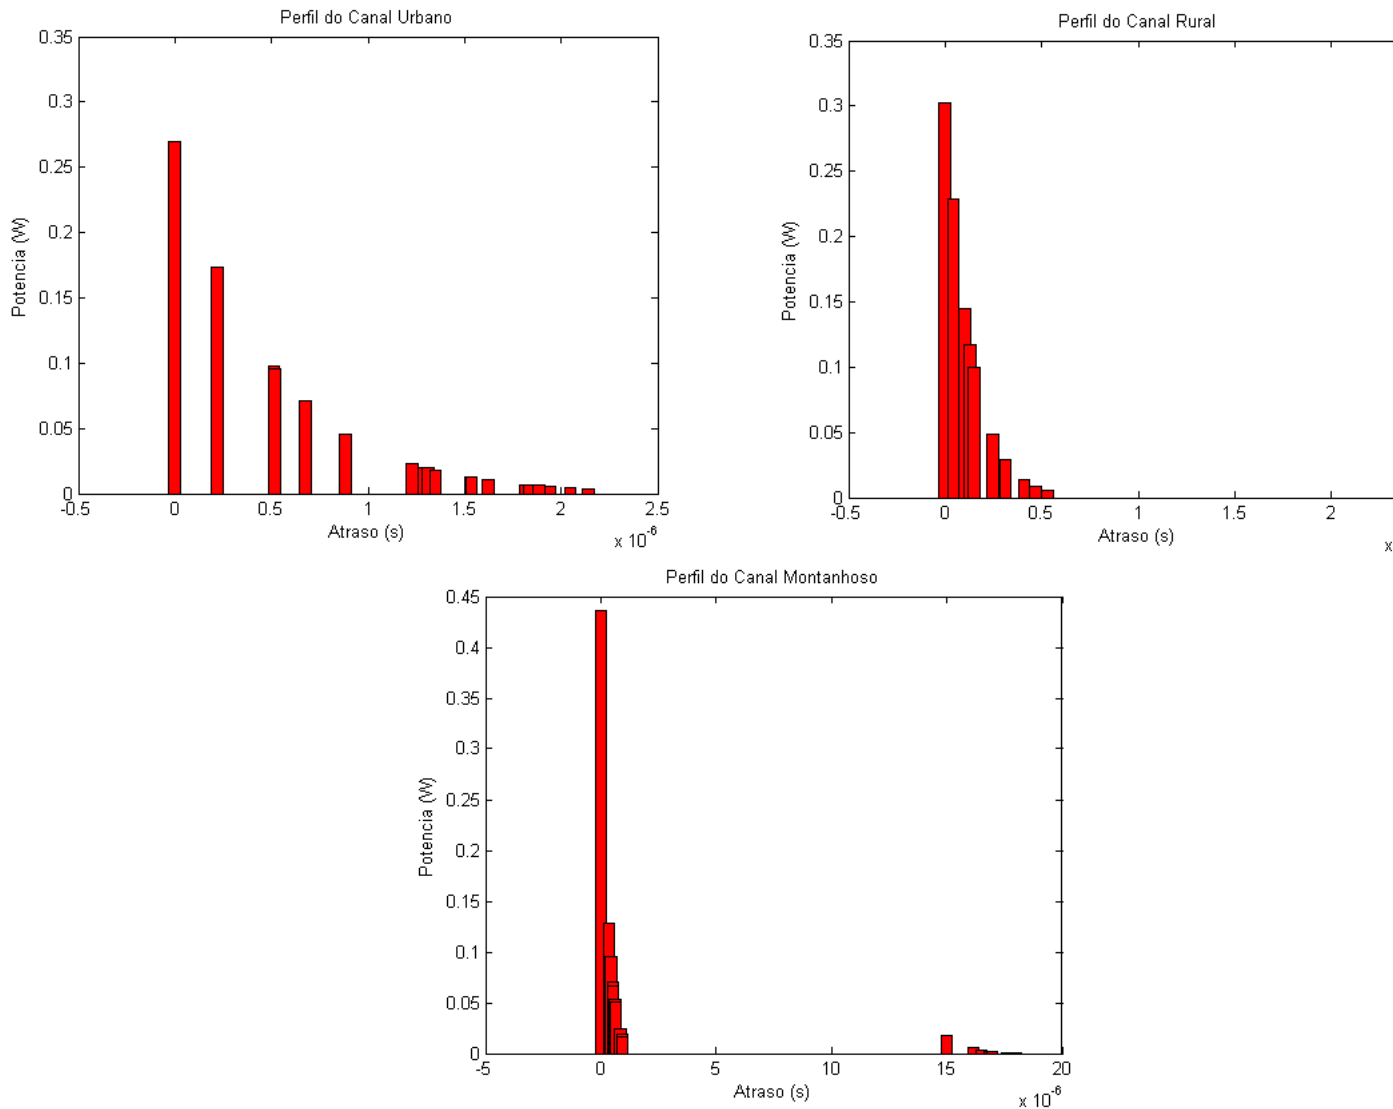 Perfil do Canal Urbano
0.35
0.3
0.25
0.2
0.15
0.1
0.05
0
Potencia (W)
-0.5 0 0.5 1 1.5 2 2.5
Atraso (s)
x 10-6
Perfil do Canal Rural
0.35
0.3
0.25
0.2
0.15
0.1
0.05
0
Potencia (W)
-0.5 0 0.5 1 1.5 2
Atraso (s)
x
Perfil do Canal Montanhoso
0.45
0.4
0.35
0.3
0.25
0.2
0.15
0.1
0.05
0
Potencia (W)
-5 0 5 10 15 20
Atraso (s)
x 10-6